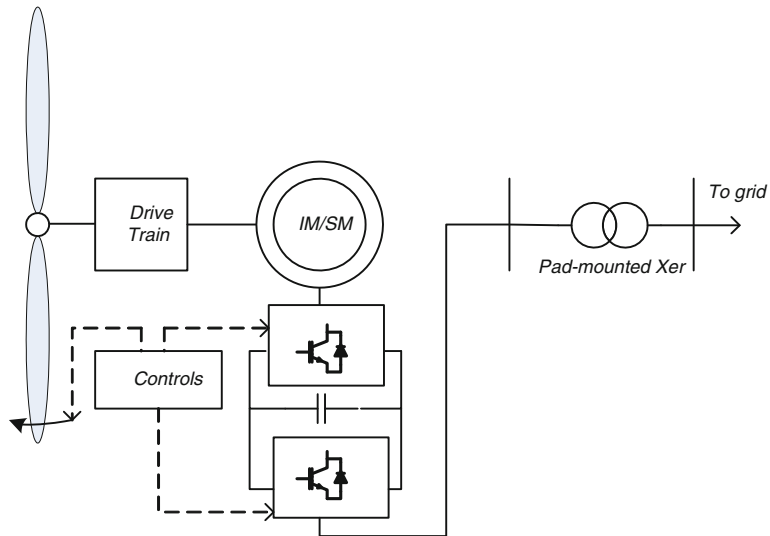 Drive
Train
IM/SM
To grid
Pad-mounted Xer
Controls